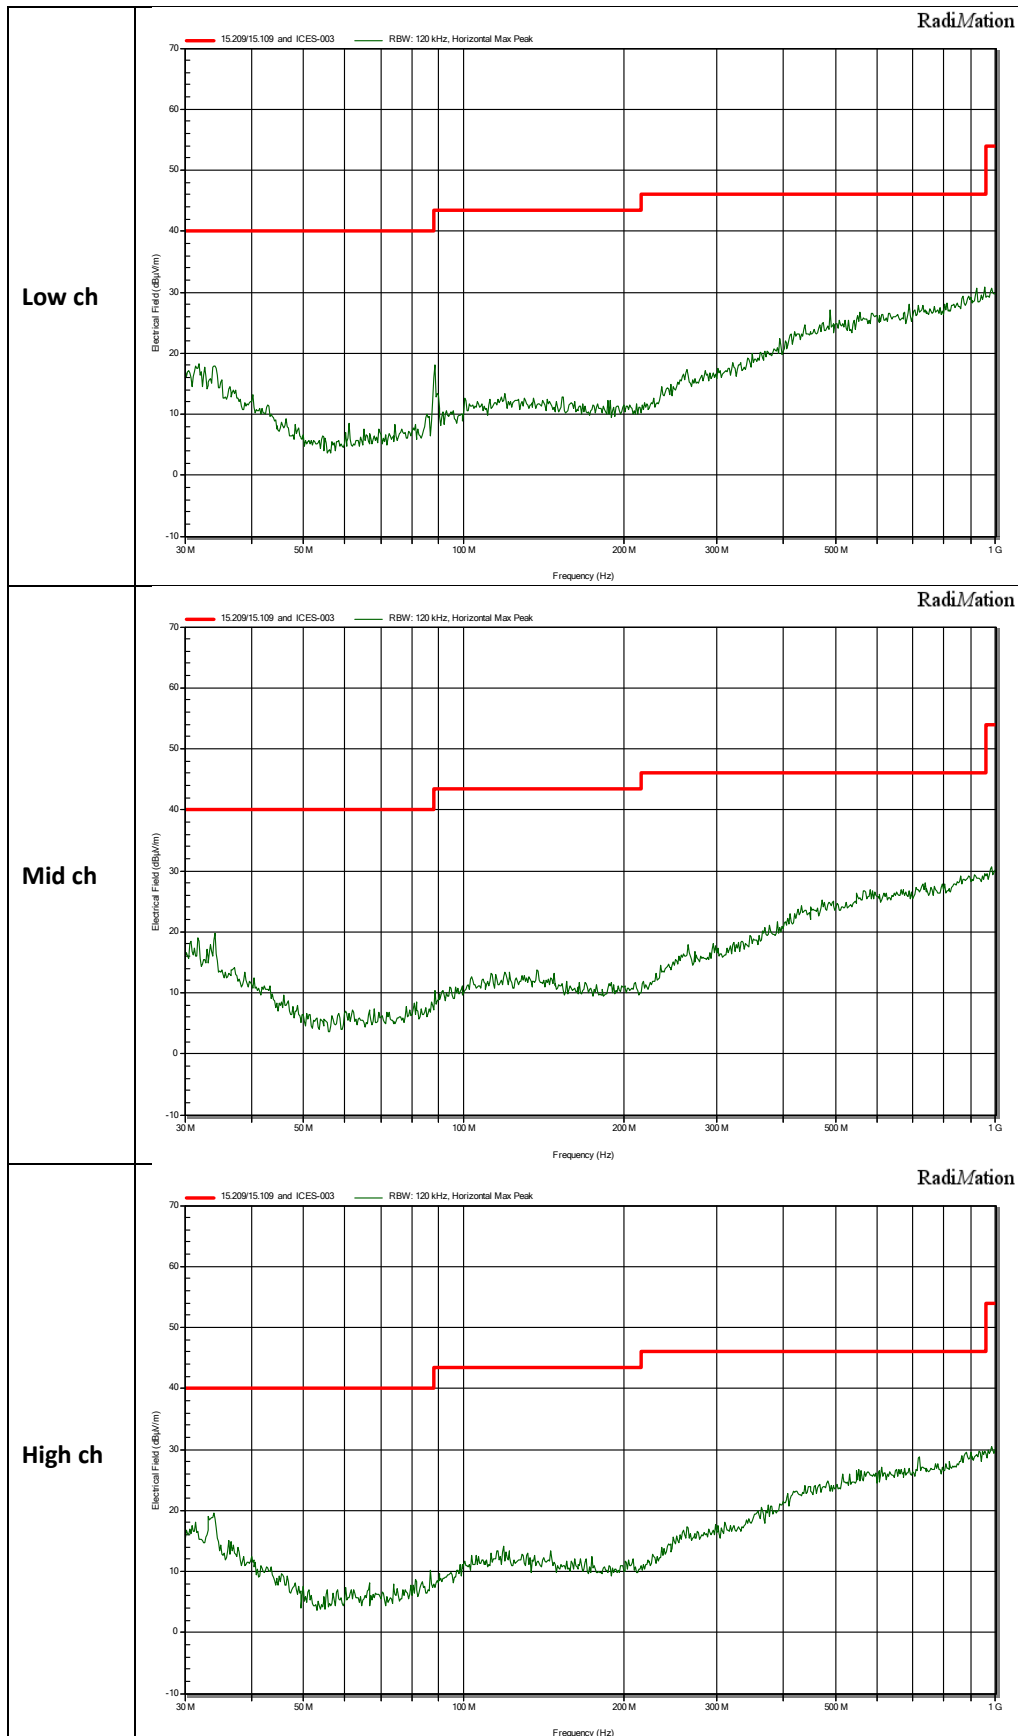 RadiMation
15.209/15.109 and ICES-003 RBW: 120 kHz, Horizontal Max Peak
70
60
50
40
30
20
10
0
-10
Electrical Field (dBµV/m)
30 M 50 M 100 M 200 M 300 M 500 M 1 G
Frequency (Hz)
Low ch
RadiMation
15.209/15.109 and ICES-003 RBW: 120 kHz, Horizontal Max Peak
70
60
50
40
30
20
10
0
-10
Electrical Field (dBµV/m)
30 M 50 M 100 M 200 M 300 M 500 M 1 G
Frequency (Hz)
Mid ch
RadiMation
15.209/15.109 and ICES-003 RBW: 120 kHz, Horizontal Max Peak
70
60
50
40
30
20
10
0
-10
Electrical Field (dBµV/m)
30 M 50 M 100 M 200 M 300 M 500 M 1 G
Frequency (Hz)
High ch